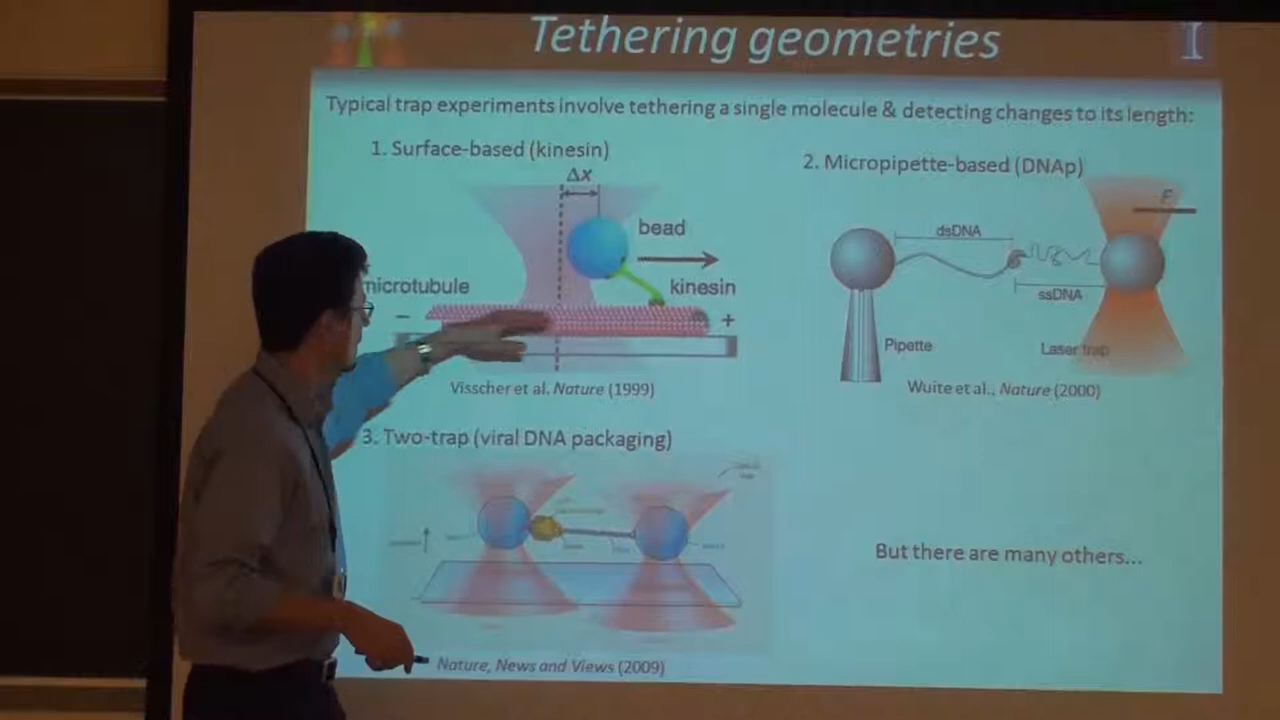 Tethering geometries
I
Typical trap experiments involve tethering a single molecule & detecting changes to its length:
1. Surface-based (kinesin)
Δx
bead
microtubule
kinesin
−
+
Visscher et al. Nature (1999)
2. Micropipette-based (DNAp)
F
dsDNA
ssDNA
Pipette
Laser trap
Wuite et al., Nature (2000)
3. Two-trap (viral DNA packaging)
Nature, News and Views (2009)
But there are many others...